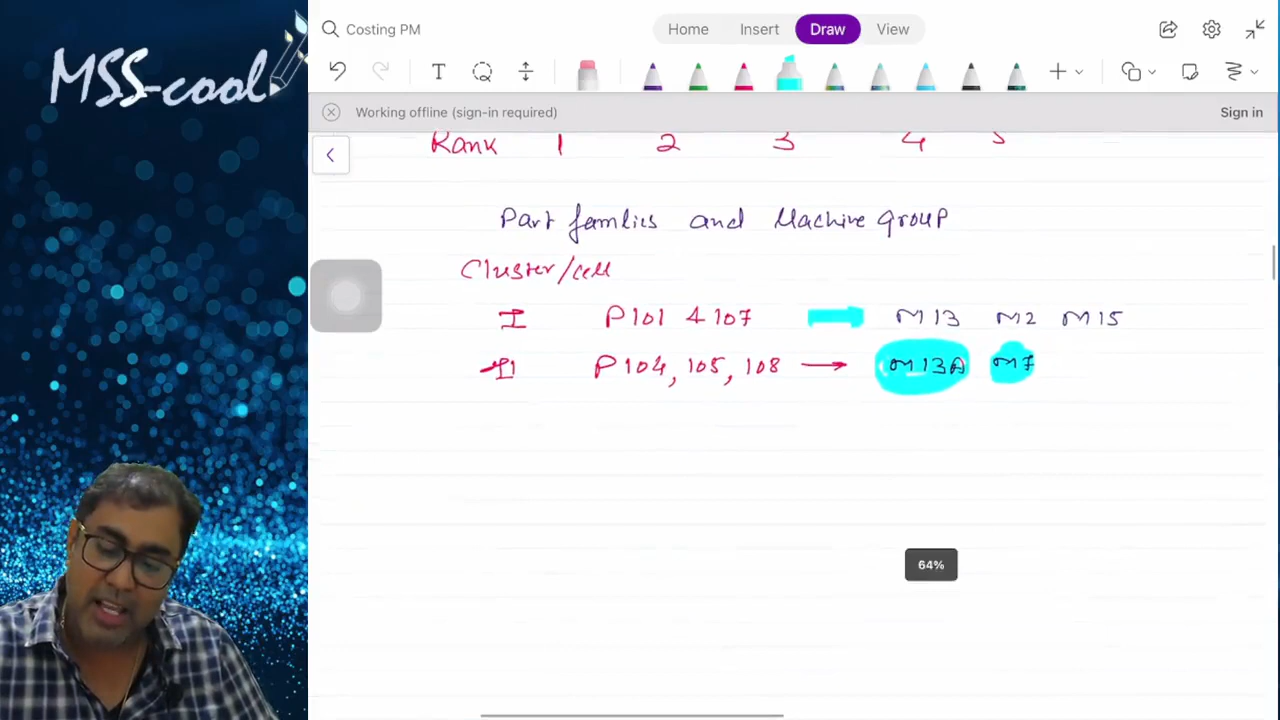 MSS-cool
Costing PM
Home Insert Draw View
T
Working offline (sign-in required)
Sign in
Rank 1 2 3 4 5
Part famlies and Machine group
Cluster/cell
I P101 & 107 M13 M2 M15
II P104, 105, 108 → M13A M7
64%